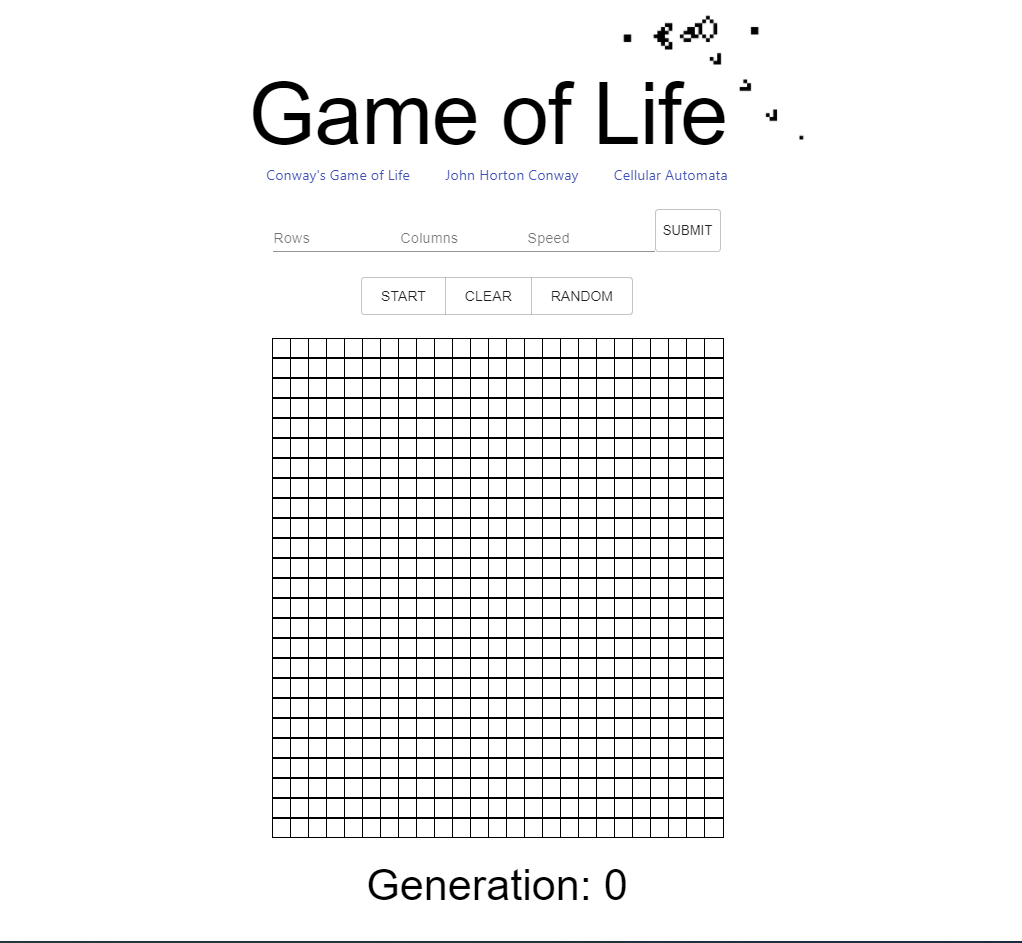 Game of Life
Conway's Game of Life John Horton Conway Cellular Automata
Rows Columns Speed SUBMIT
START CLEAR RANDOM
Generation: 0